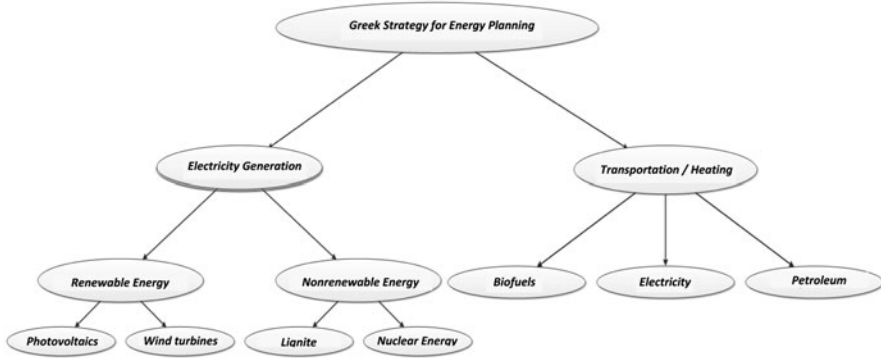 Greek Strategy for Energy Planning
Electricity Generation
Transportation / Heating
Renewable Energy
Nonrenewable Energy
Biofuels
Electricity
Petroleum
Photovoltaics
Wind turbines
Lignite
Nuclear Energy